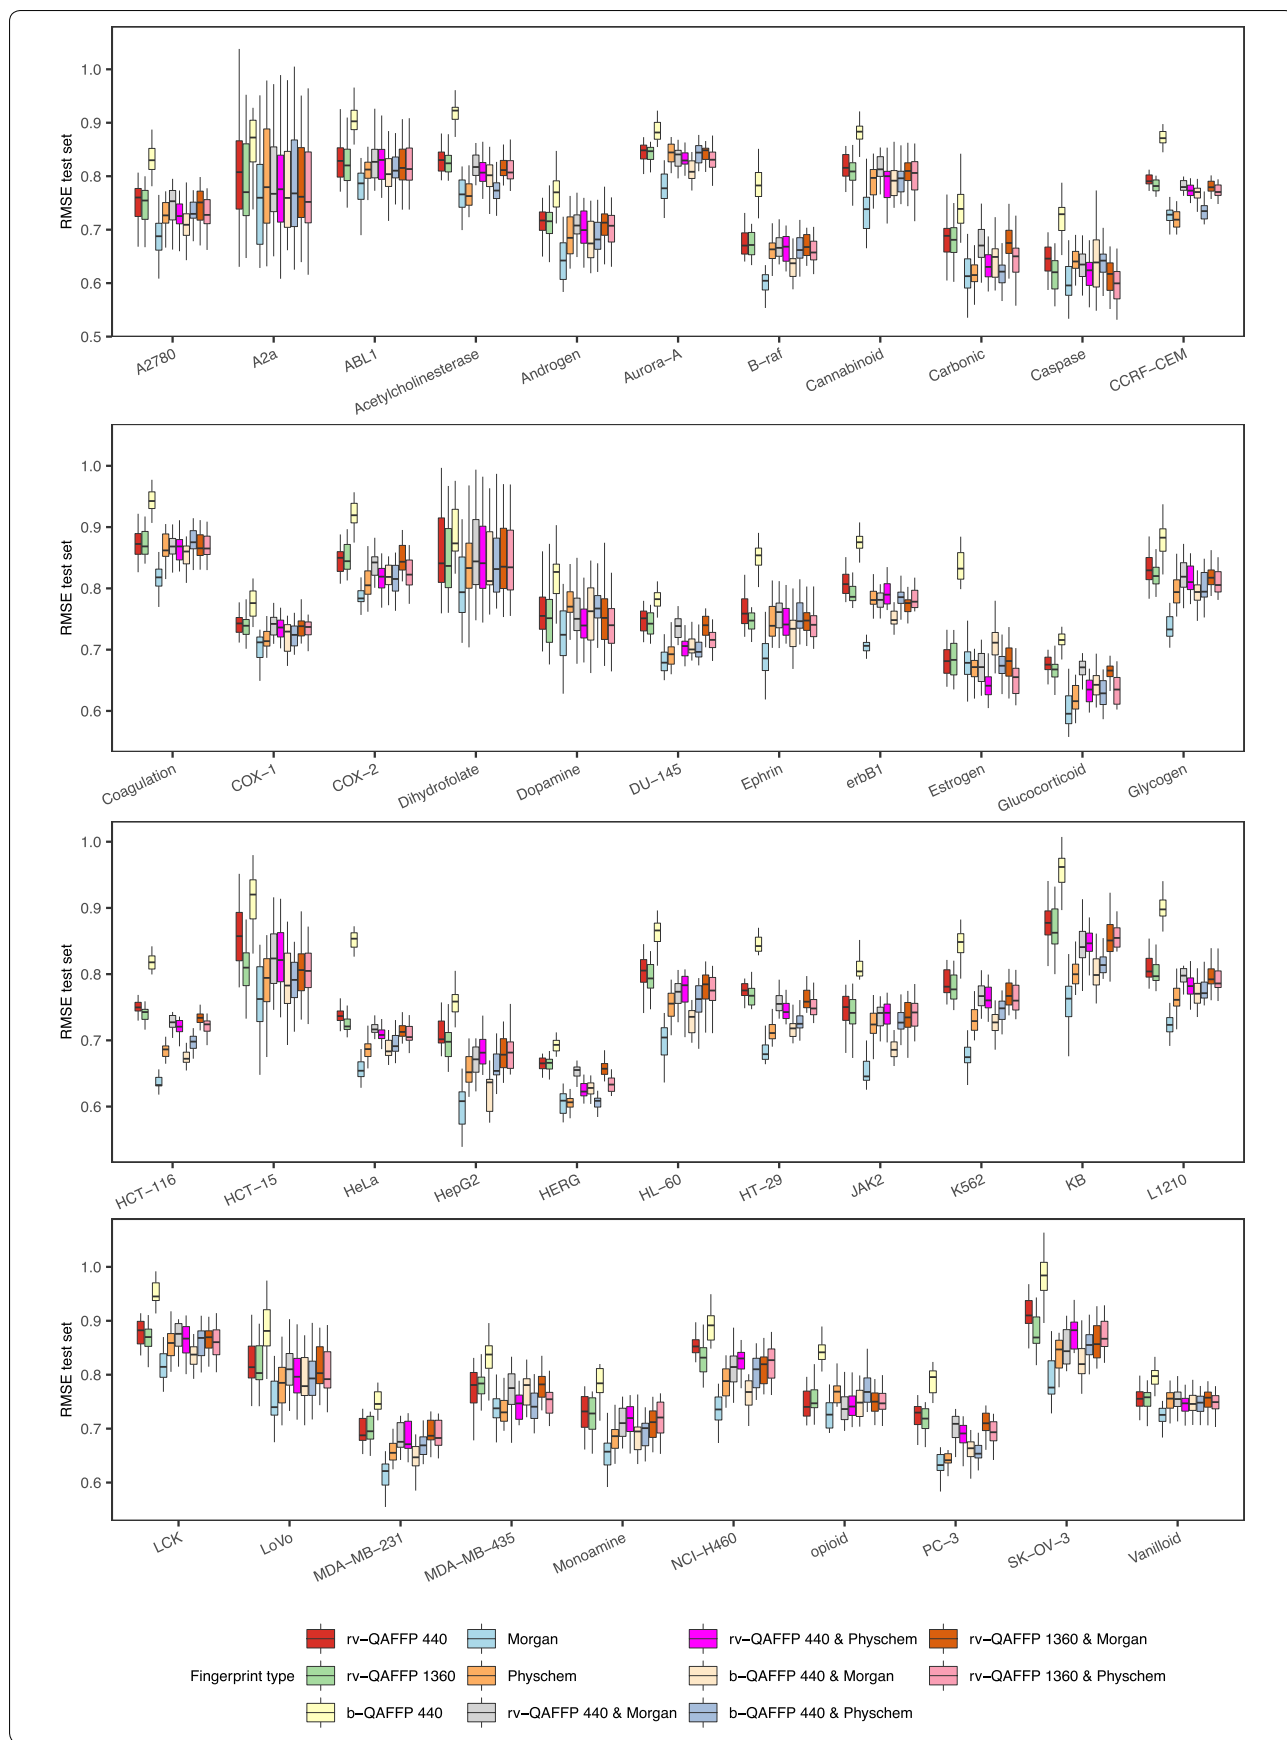 RMSE test set
1.0
0.9
0.8
0.7
0.6
0.5
A2780
A2a
ABL1
Acetylcholinesterase
Androgen
Aurora−A
B−raf
Cannabinoid
Carbonic
Caspase
CCRF−CEM
RMSE test set
1.0
0.9
0.8
0.7
0.6
Coagulation
COX−1
COX−2
Dihydrofolate
Dopamine
DU−145
Ephrin
erbB1
Estrogen
Glucocorticoid
Glycogen
RMSE test set
1.0
0.9
0.8
0.7
0.6
HCT−116
HCT−15
HeLa
HepG2
HERG
HL−60
HT−29
JAK2
K562
KB
L1210
RMSE test set
1.0
0.9
0.8
0.7
0.6
LCK
LoVo
MDA−MB−231
MDA−MB−435
Monoamine
NCI−H460
opioid
PC−3
SK−OV−3
Vanilloid
Fingerprint type
rv−QAFFP 440
rv−QAFFP 1360
b−QAFFP 440
Morgan
Physchem
rv−QAFFP 440 & Morgan
rv−QAFFP 440 & Physchem
b−QAFFP 440 & Morgan
b−QAFFP 440 & Physchem
rv−QAFFP 1360 & Morgan
rv−QAFFP 1360 & Physchem